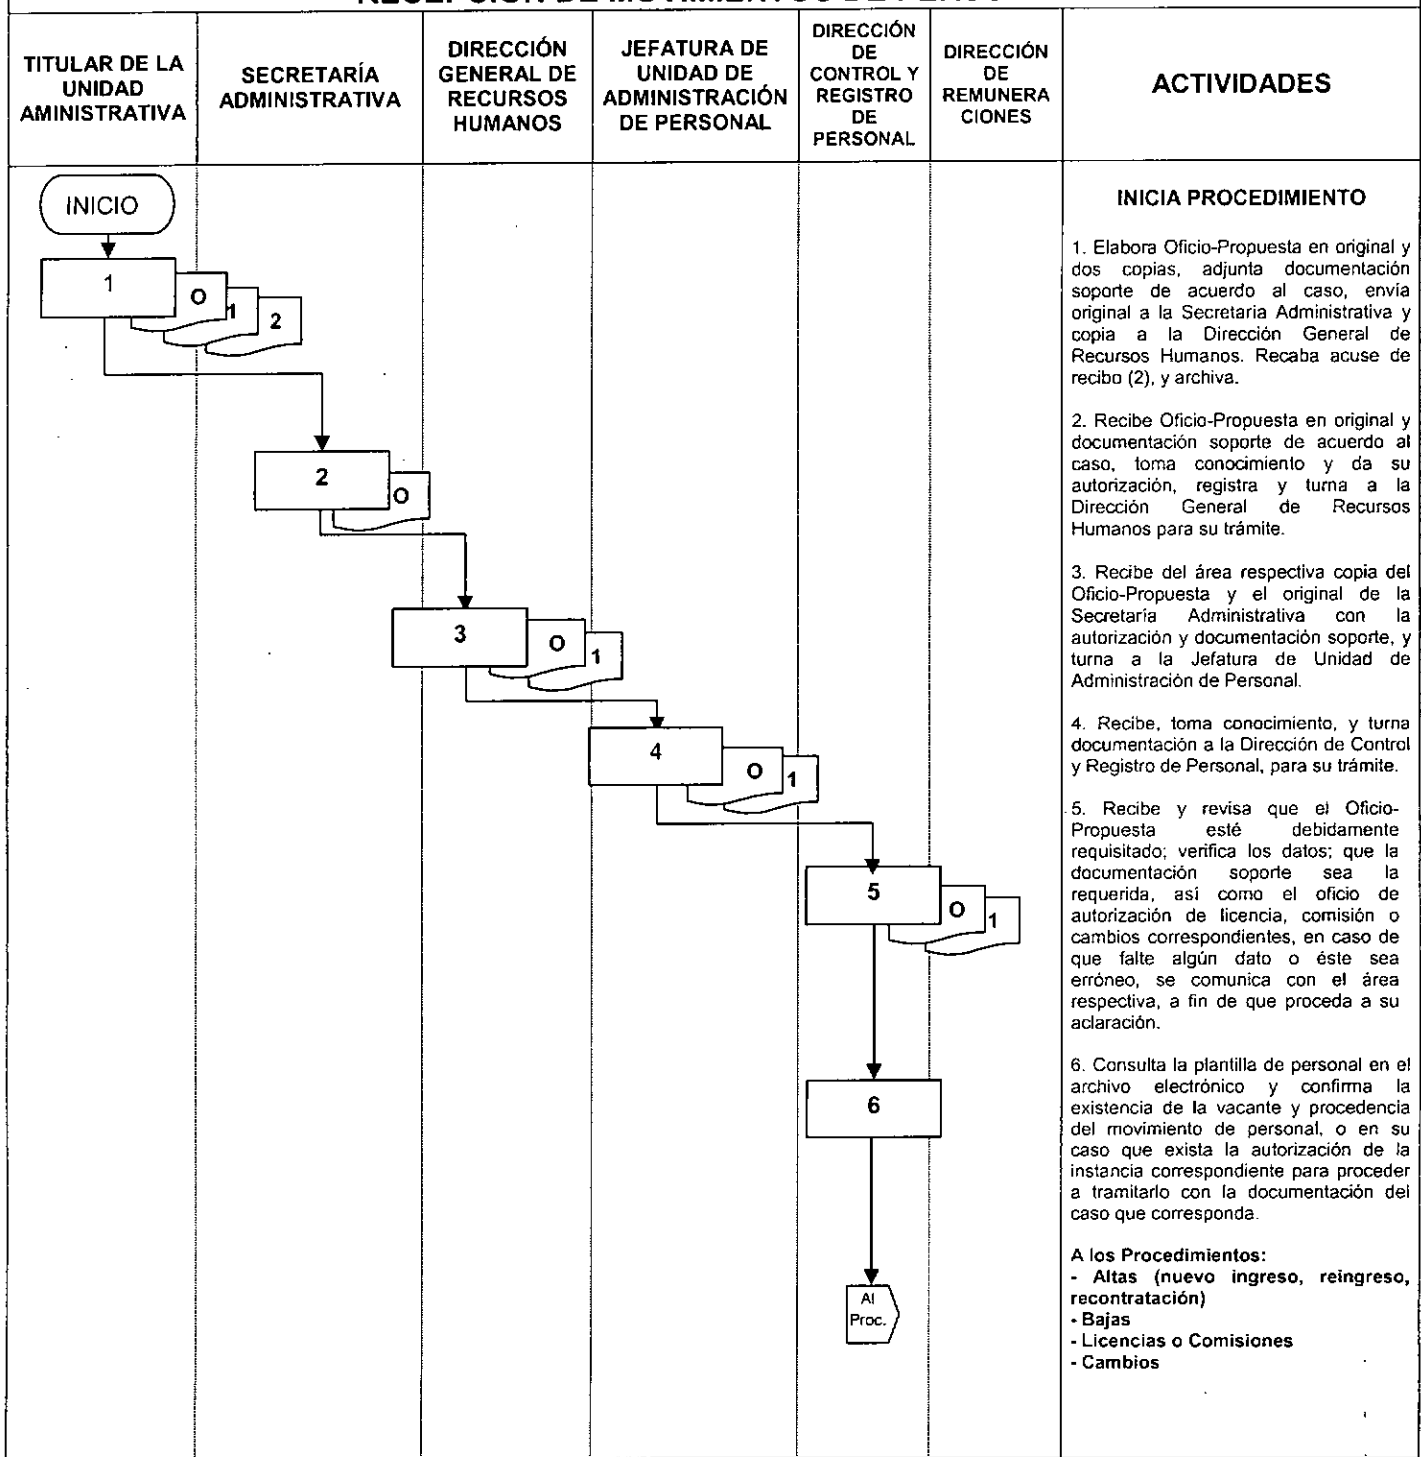 TITULAR DE LA
UNIDAD
AMINISTRATIVA
SECRETARÍA
ADMINISTRATIVA
DIRECCIÓN
GENERAL DE
RECURSOS
HUMANOS
JEFATURA DE
UNIDAD DE
ADMINISTRACIÓN
DE PERSONAL
DIRECCIÓN
DE
CONTROL Y
REGISTRO
DE
PERSONAL
DIRECCIÓN
DE
REMUNERA
CIONES
ACTIVIDADES
INICIO
1
O
1
2
2
O
3
O
1
4
O
1
5
O
1
6
Al
Proc.
INICIA PROCEDIMIENTO
1. Elabora Oficio-Propuesta en original y
dos copias, adjunta documentación
soporte de acuerdo al caso, envía
original a la Secretaria Administrativa y
copia a la Dirección General de
Recursos Humanos. Recaba acuse de
recibo (2), y archiva.
2. Recibe Oficio-Propuesta en original y
documentación soporte de acuerdo al
caso, toma conocimiento y da su
autorización, registra y turna a la
Dirección General de Recursos
Humanos para su trámite.
3. Recibe del área respectiva copia del
Oficio-Propuesta y el original de la
Secretaría Administrativa con la
autorización y documentación soporte, y
turna a la Jefatura de Unidad de
Administración de Personal.
4. Recibe, toma conocimiento, y turna
documentación a la Dirección de Control
y Registro de Personal, para su trámite.
5. Recibe y revisa que el Oficio-
Propuesta esté debidamente
requisitado; verifica los datos; que la
documentación soporte sea la
requerida, así como el oficio de
autorización de licencia, comisión o
cambios correspondientes, en caso de
que falte algún dato o éste sea
erróneo, se comunica con el área
respectiva, a fin de que proceda a su
aclaración.
6. Consulta la plantilla de personal en el
archivo electrónico y confirma la
existencia de la vacante y procedencia
del movimiento de personal, o en su
caso que exista la autorización de la
instancia correspondiente para proceder
a tramitarlo con la documentación del
caso que corresponda.
A los Procedimientos:
- Altas (nuevo ingreso, reingreso,
recontratación)
- Bajas
- Licencias o Comisiones
- Cambios